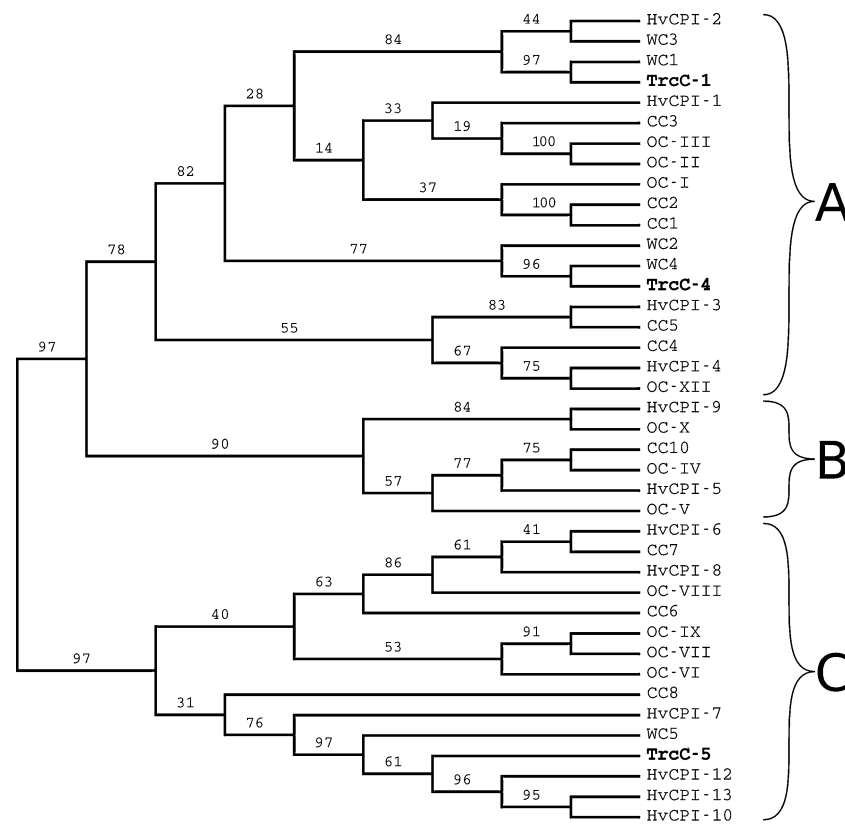 44 HvCPI-2
84 WC3
97 WC1
TrcC-1
28
33 HvCPI-1
19 CC3
14 100 OC-III
OC-II
82 37 OC-I
100 CC2 A
CC1
78 77 WC2
96 WC4
TrcC-4
83 HvCPI-3
55 CC5
97 67 CC4
75 HvCPI-4
OC-XII
84 HvCPI-9
90 OC-X
75 CC10
77 OC-IV B
57 HvCPI-5
OC-V
41 HvCPI-6
61 CC7
86 HvCPI-8
63 OC-VIII
40 CC6
91 OC-IX
53 OC-VII
97 OC-VI C
31 CC8
76 HvCPI-7
97 WC5
61 TrcC-5
96 HvCPI-12
95 HvCPI-13
HvCPI-10